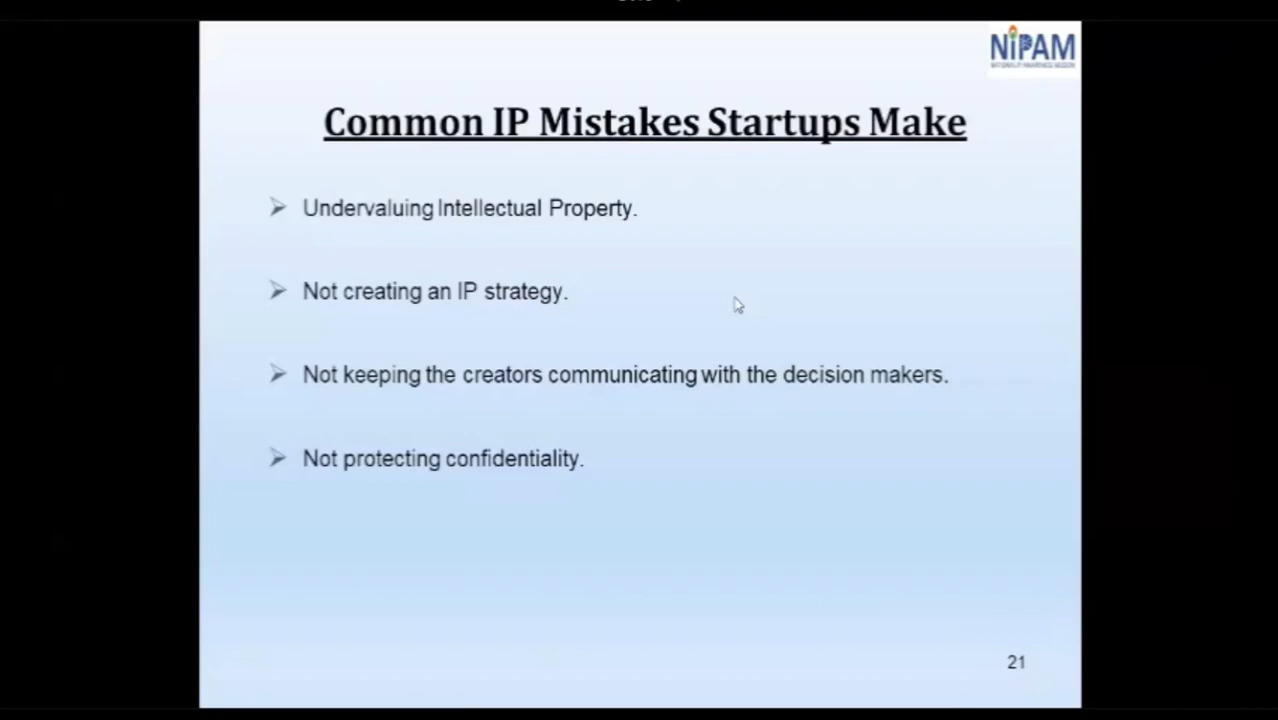 NiPAM
Common IP Mistakes Startups Make
Undervaluing Intellectual Property.
Not creating an IP strategy.
Not keeping the creators communicating with the decision makers.
Not protecting confidentiality.
21